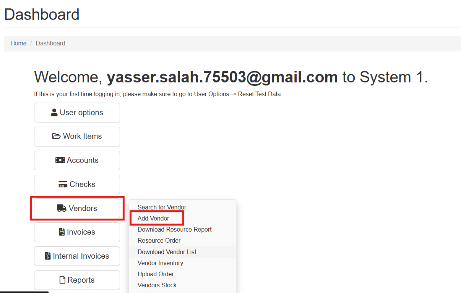 Dashboard
Home / Dashboard
Welcome, yasser.salah.75503@gmail.com to System 1.
If this is your first time logging in, please make sure to go to User Options -> Reset Test Data
User options
Work Items
Accounts
Checks
Vendors
Search for Vendor
Add Vendor
Download Resource Report
Resource Order
Download Vendor List
Vendor Inventory
Upload Order
Vendors Stock
Invoices
Internal Invoices
Reports